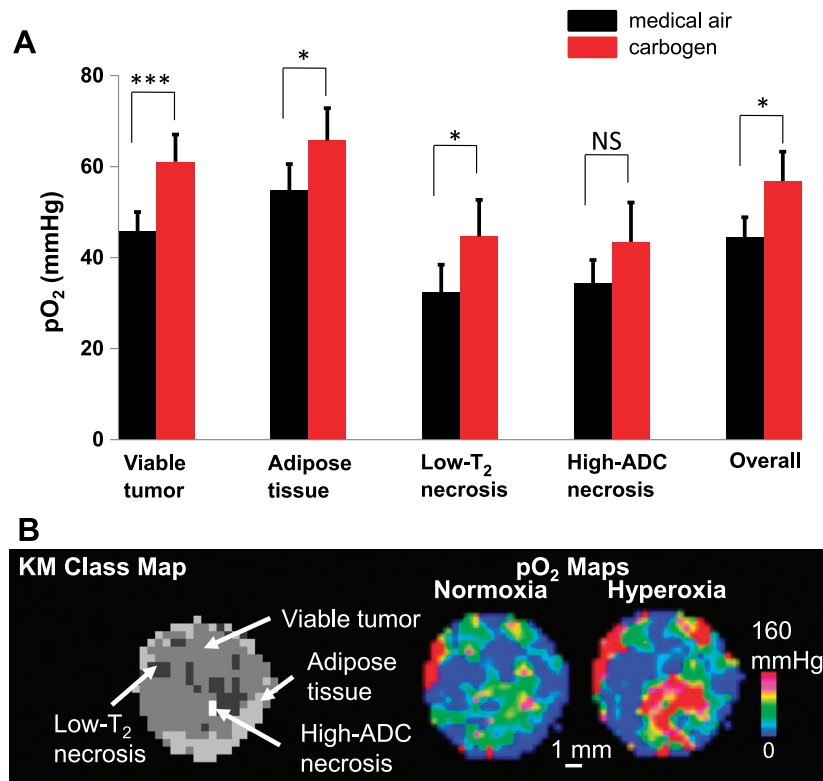 medical air
carbogen
A
pO₂ (mmHg)
80
60
40
20
0
***
*
*
NS
*
Viable
tumor
Adipose
tissue
Low-T₂
necrosis
High-ADC
necrosis
Overall
B
KM Class Map
pO₂ Maps
Normoxia
Hyperoxia
Viable tumor
Adipose
tissue
Low-T₂
necrosis
High-ADC
necrosis
1 mm
160
mmHg
0